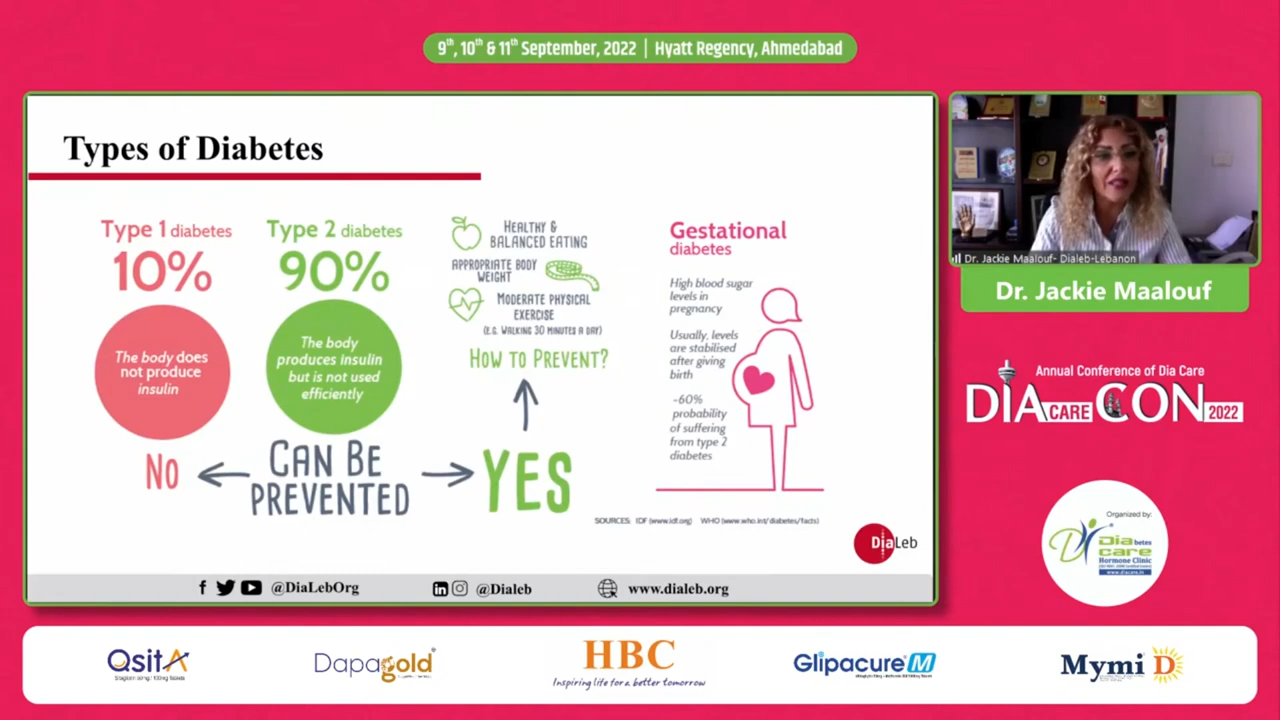 9th, 10th & 11th September, 2022 | Hyatt Regency, Ahmedabad
Types of Diabetes
Type 1 diabetes
10%
The body does
not produce
insulin
NO
Type 2 diabetes
90%
The body
produces insulin
but is not used
efficiently
CAN BE
PREVENTED
YES
HEALTHY &
BALANCED EATING
APPROPRIATE BODY
WEIGHT
MODERATE PHYSICAL
EXERCISE
(E.G. WALKING 30 MINUTES A DAY)
HOW TO PREVENT?
Gestational
diabetes
High blood sugar
levels in
pregnancy
Usually, levels
are stabilised
after giving
birth
~60%
probability
of suffering
from type 2
diabetes
SOURCES: IDF (www.idf.org) WHO (www.who.int/diabetes/facts)
DiaLeb
@DiaLebOrg
@Dialeb
www.dialeb.org
Dr. Jackie Maalouf- Dialeb-Lebanon
Dr. Jackie Maalouf
Annual Conference of Dia Care
DIA CARE CON 2022
Organized by:
Diabetes
care
Hormone Clinic
www.diacare.in
QsitA
Dapagold
HBC
Inspiring life for a better tomorrow
Glipacure M
Mymi D